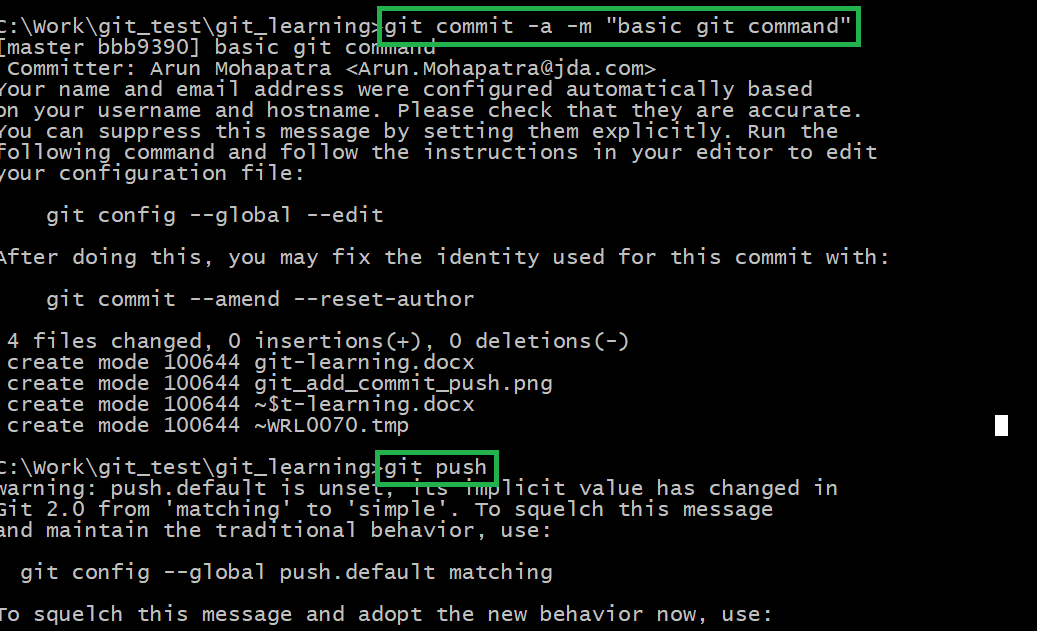 C:\Work\git_test\git_learning>git commit -a -m "basic git command"
[master bbb9390] basic git command
 Committer: Arun Mohapatra <Arun.Mohapatra@jda.com>
Your name and email address were configured automatically based
on your username and hostname. Please check that they are accurate.
You can suppress this message by setting them explicitly. Run the
following command and follow the instructions in your editor to edit
your configuration file:
    git config --global --edit
After doing this, you may fix the identity used for this commit with:
    git commit --amend --reset-author
 4 files changed, 0 insertions(+), 0 deletions(-)
 create mode 100644 git-learning.docx
 create mode 100644 git_add_commit_push.png
 create mode 100644 ~$t-learning.docx
 create mode 100644 ~WRL0070.tmp
C:\Work\git_test\git_learning>git push
warning: push.default is unset; its implicit value has changed in
Git 2.0 from 'matching' to 'simple'. To squelch this message
and maintain the traditional behavior, use:
  git config --global push.default matching
To squelch this message and adopt the new behavior now, use: